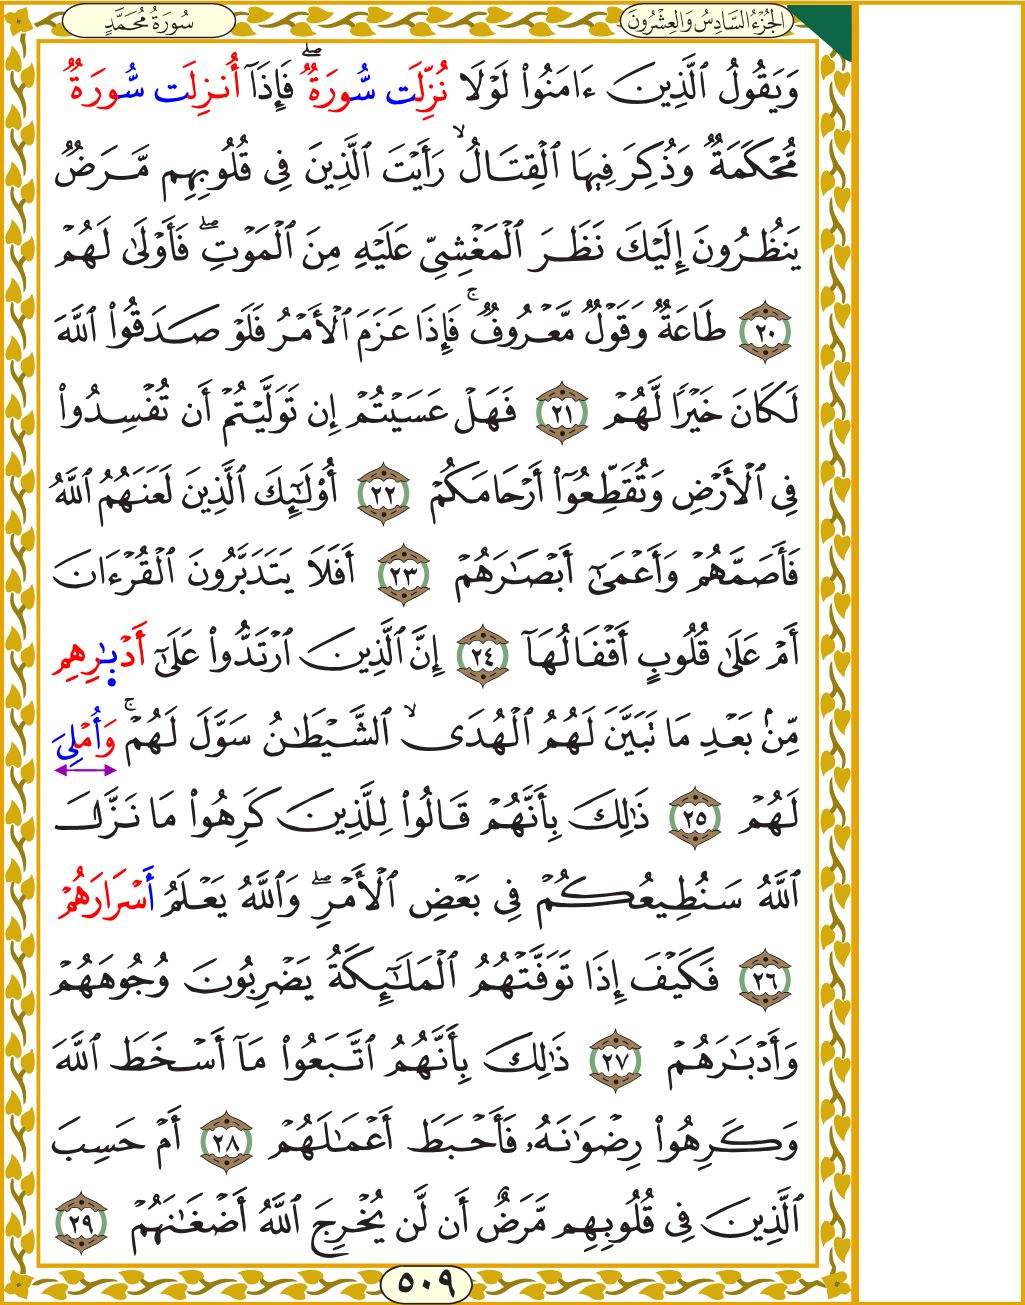 الجُزْءُ السَّادِسُ وَالعِشْرُونَ
سُورَةُ مُحَمَّدٍ
وَيَقُولُ ٱلَّذِينَ ءَامَنُواْ لَوْلَا نُزِّلَت سُّورَةٌۖ فَإِذَآ أُنزِلَت سُّورَةٌ
مُّحْكَمَةٌ وَذُكِرَ فِيهَا ٱلْقِتَالُۙ رَأَيْتَ ٱلَّذِينَ فِى قُلُوبِهِم مَّرَضٌ
يَنظُرُونَ إِلَيْكَ نَظَرَ ٱلْمَغْشِىِّ عَلَيْهِ مِنَ ٱلْمَوْتِۖ فَأَوْلَىٰ لَهُمْ
٢٠ طَاعَةٌ وَقَوْلٌ مَّعْرُوفٌۚ فَإِذَا عَزَمَ ٱلْأَمْرُ فَلَوْ صَدَقُواْ ٱللَّهَ
لَكَانَ خَيْرًا لَّهُمْ ٢١ فَهَلْ عَسَيْتُمْ إِن تَوَلَّيْتُمْ أَن تُفْسِدُواْ
فِى ٱلْأَرْضِ وَتُقَطِّعُوٓاْ أَرْحَامَكُمْ ٢٢ أُوْلَٰٓئِكَ ٱلَّذِينَ لَعَنَهُمُ ٱللَّهُ
فَأَصَمَّهُمْ وَأَعْمَىٰٓ أَبْصَٰرَهُمْ ٢٣ أَفَلَا يَتَدَبَّرُونَ ٱلْقُرْءَانَ
أَمْ عَلَىٰ قُلُوبٍ أَقْفَالُهَآ ٢٤ إِنَّ ٱلَّذِينَ ٱرْتَدُّواْ عَلَىٰٓ أَدْبَٰرِهِم
مِّنۢ بَعْدِ مَا تَبَيَّنَ لَهُمُ ٱلْهُدَىۙ ٱلشَّيْطَٰنُ سَوَّلَ لَهُمْۚ وَأُمْلِىَ
لَهُمْ ٢٥ ذَٰلِكَ بِأَنَّهُمْ قَالُواْ لِلَّذِينَ كَرِهُواْ مَا نَزَّلَ
ٱللَّهُ سَنُطِيعُكُمْ فِى بَعْضِ ٱلْأَمْرِۖ وَٱللَّهُ يَعْلَمُ أَسْرَارَهُمْ
٢٦ فَكَيْفَ إِذَا تَوَفَّتْهُمُ ٱلْمَلَٰٓئِكَةُ يَضْرِبُونَ وُجُوهَهُمْ
وَأَدْبَٰرَهُمْ ٢٧ ذَٰلِكَ بِأَنَّهُمُ ٱتَّبَعُواْ مَآ أَسْخَطَ ٱللَّهَ
وَكَرِهُواْ رِضْوَٰنَهُۥ فَأَحْبَطَ أَعْمَٰلَهُمْ ٢٨ أَمْ حَسِبَ
ٱلَّذِينَ فِى قُلُوبِهِم مَّرَضٌ أَن لَّن يُخْرِجَ ٱللَّهُ أَضْغَٰنَهُمْ ٢٩
٥٠٩